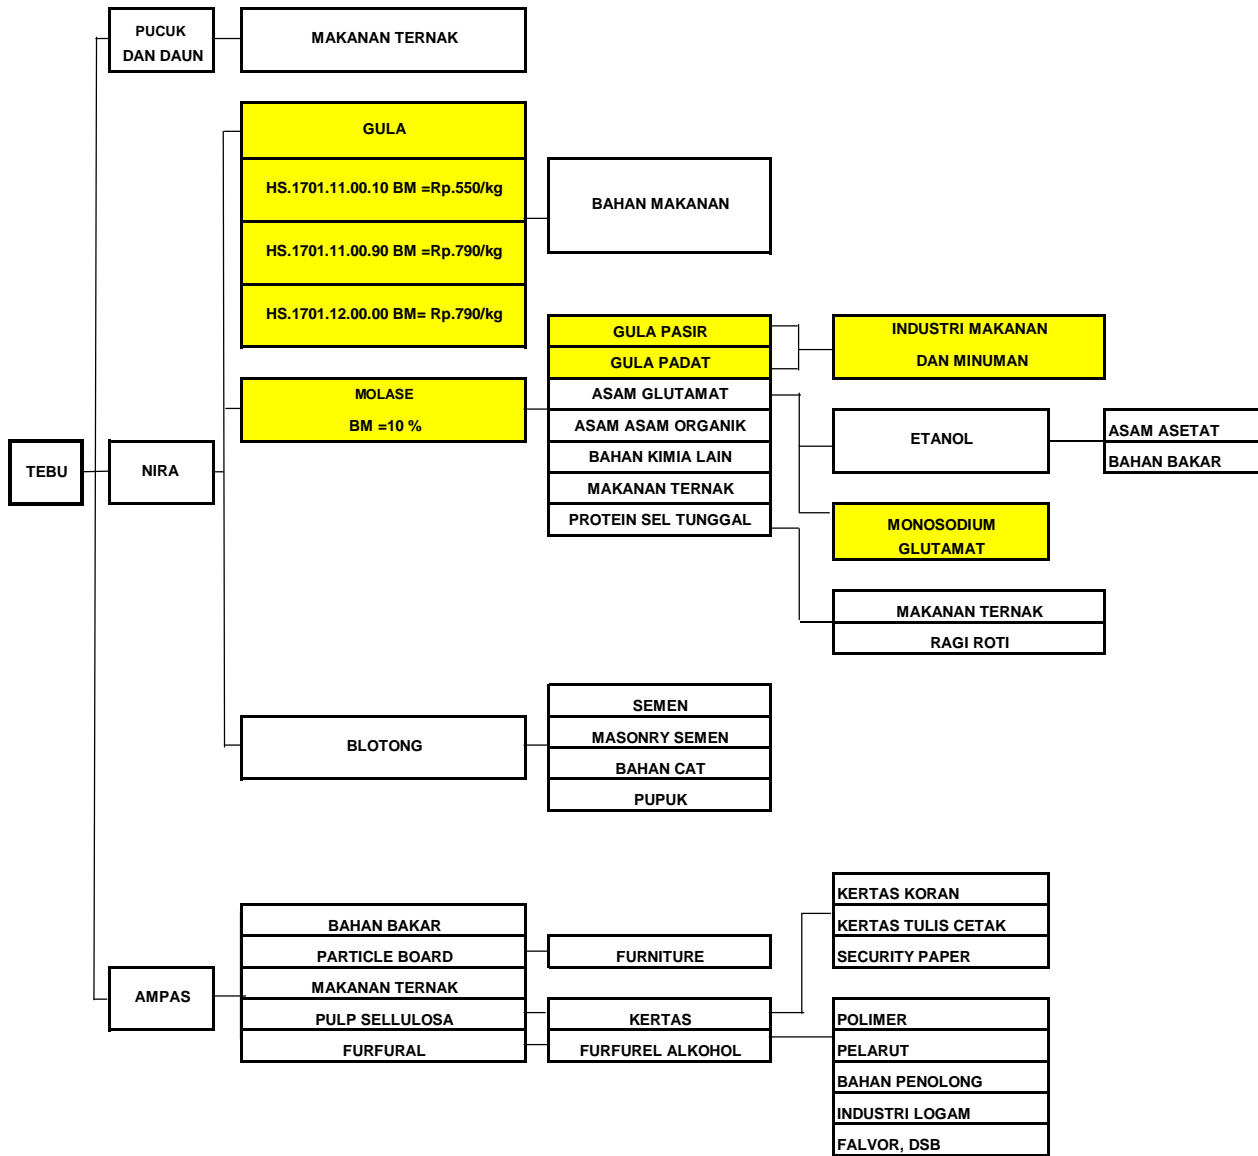 PUCUK
DAN DAUN
MAKANAN TERNAK
GULA
HS.1701.11.00.10 BM =Rp.550/kg
HS.1701.11.00.90 BM =Rp.790/kg
HS.1701.12.00.00 BM= Rp.790/kg
BAHAN MAKANAN
MOLASE
BM =10 %
GULA PASIR
GULA PADAT
ASAM GLUTAMAT
ASAM ASAM ORGANIK
BAHAN KIMIA LAIN
MAKANAN TERNAK
PROTEIN SEL TUNGGAL
INDUSTRI MAKANAN
DAN MINUMAN
ETANOL
ASAM ASETAT
BAHAN BAKAR
MONOSODIUM
GLUTAMAT
MAKANAN TERNAK
RAGI ROTI
TEBU
NIRA
BLOTONG
SEMEN
MASONRY SEMEN
BAHAN CAT
PUPUK
AMPAS
BAHAN BAKAR
PARTICLE BOARD
MAKANAN TERNAK
PULP SELLULOSA
FURFURAL
FURNITURE
KERTAS
FURFUREL ALKOHOL
KERTAS KORAN
KERTAS TULIS CETAK
SECURITY PAPER
POLIMER
PELARUT
BAHAN PENOLONG
INDUSTRI LOGAM
FALVOR, DSB